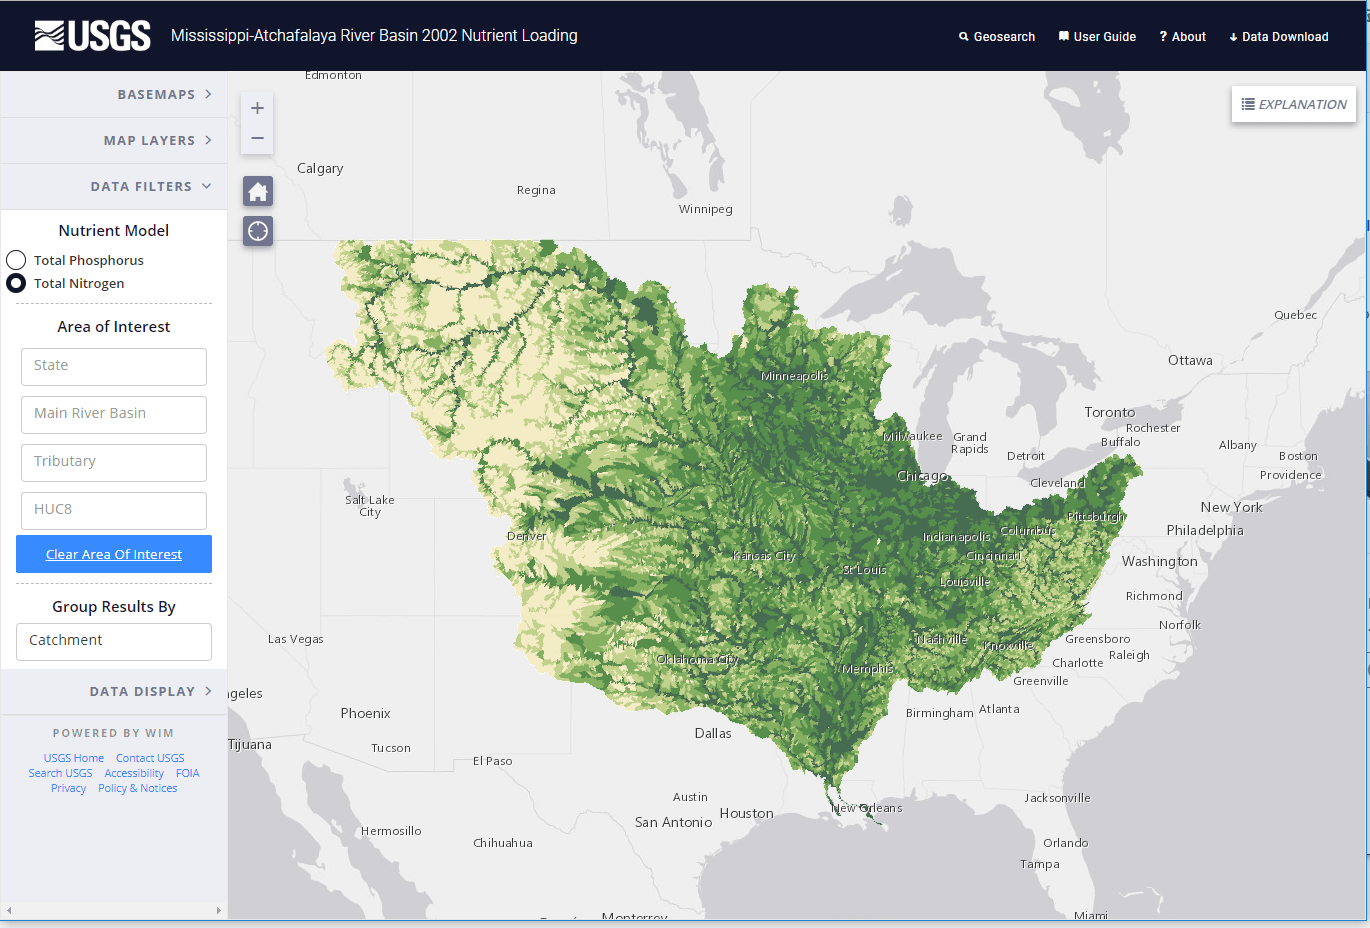 USGS
Mississippi-Atchafalaya River Basin 2002 Nutrient Loading
Geosearch
User Guide
? About
Data Download
BASEMAPS
MAP LAYERS
DATA FILTERS
Nutrient Model
Total Phosphorus
Total Nitrogen
Area of Interest
State
Main River Basin
Tributary
HUC8
Clear Area Of Interest
Group Results By
Catchment
DATA DISPLAY
POWERED BY WIM
USGS Home Contact USGS
Search USGS Accessibility FOIA
Privacy Policy & Notices
+
−
EXPLANATION
Edmonton
Calgary
Regina
Winnipeg
Quebec
Ottawa
Minneapolis
Toronto
Rochester
Buffalo
Milwaukee
Grand
Rapids
Detroit
Albany
Boston
Providence
Chicago
Cleveland
Salt Lake
City
New York
Pittsburgh
Philadelphia
Columbus
Denver
Indianapolis
Kansas City
Cincinnati
Washington
St Louis
Louisville
Richmond
Norfolk
Las Vegas
Nashville
Knoxville
Greensboro
Raleigh
Oklahoma City
Memphis
Charlotte
Greenville
ngeles
Phoenix
Birmingham
Atlanta
Tijuana
Tucson
Dallas
El Paso
Austin
Jacksonville
New Orleans
Houston
San Antonio
Hermosillo
Chihuahua
Orlando
Tampa
Monterrey
Miami